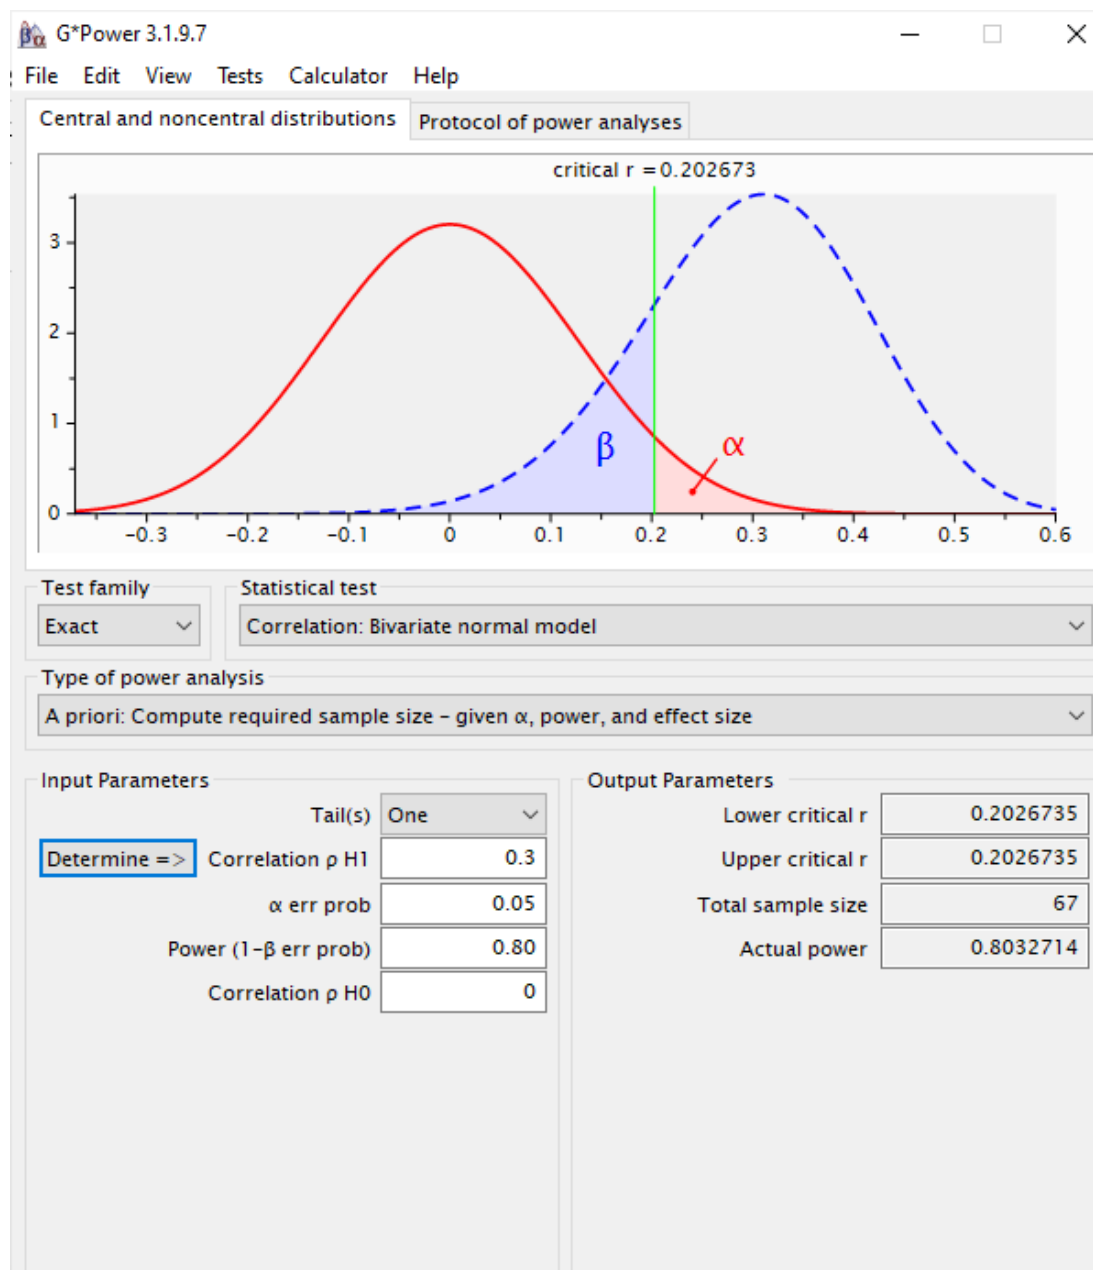 G*Power 3.1.9.7
File Edit View Tests Calculator Help
Central and noncentral distributions Protocol of power analyses
critical r = 0.202673
3
2
1
0
β
α
-0.3 -0.2 -0.1 0 0.1 0.2 0.3 0.4 0.5 0.6
Test family Statistical test
Exact Correlation: Bivariate normal model
Type of power analysis
A priori: Compute required sample size - given α, power, and effect size
Input Parameters Output Parameters
Tail(s) One Lower critical r 0.2026735
Determine => Correlation ρ H1 0.3 Upper critical r 0.2026735
α err prob 0.05 Total sample size 67
Power (1-β err prob) 0.80 Actual power 0.8032714
Correlation ρ H0 0